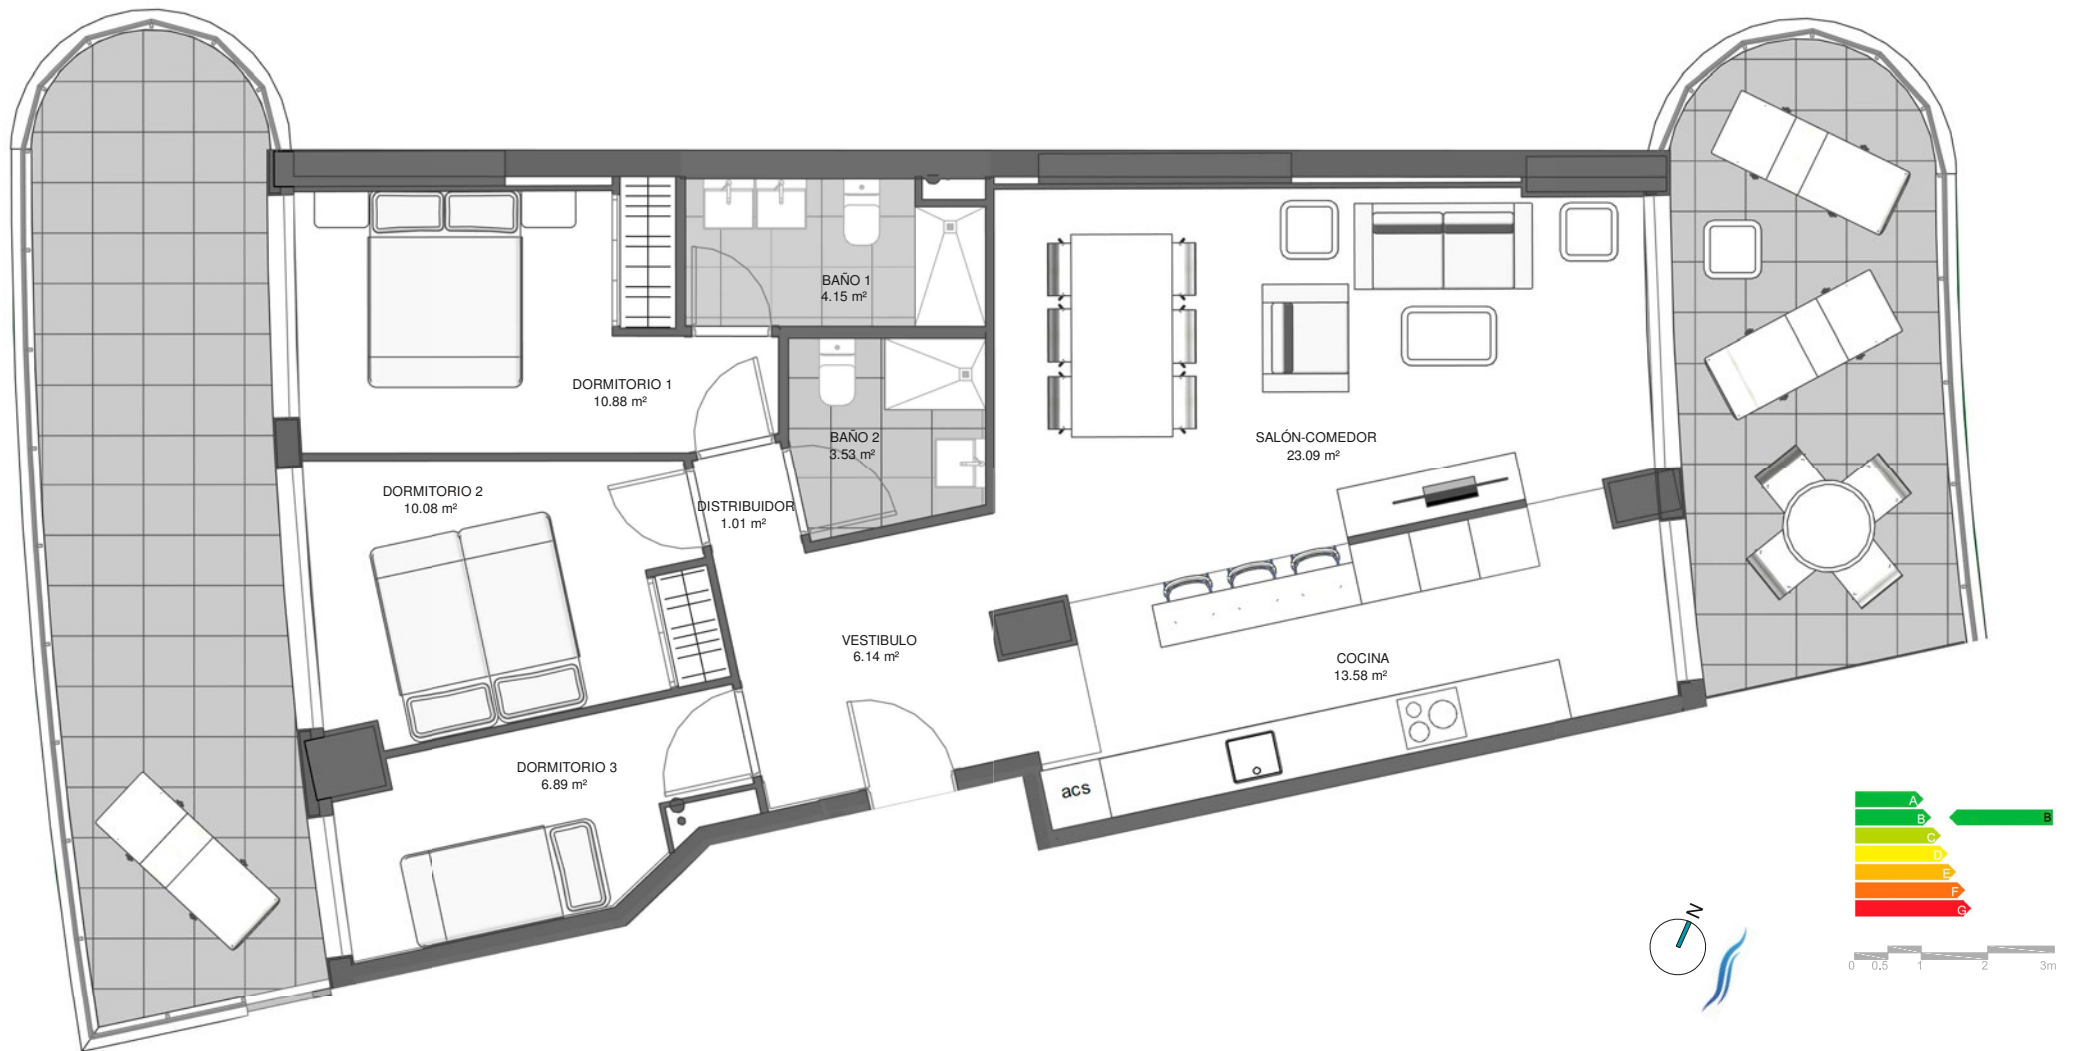 BAÑO 1
4.15 m²
DORMITORIO 1
10.88 m²
BAÑO 2
3.53 m²
SALÓN-COMEDOR
23.09 m²
DORMITORIO 2
10.08 m²
DISTRIBUIDOR
1.01 m²
VESTIBULO
6.14 m²
COCINA
13.58 m²
DORMITORIO 3
6.89 m²
acs
A
B B
C
D
E
F
G
N
0 0.5 1 2 3m